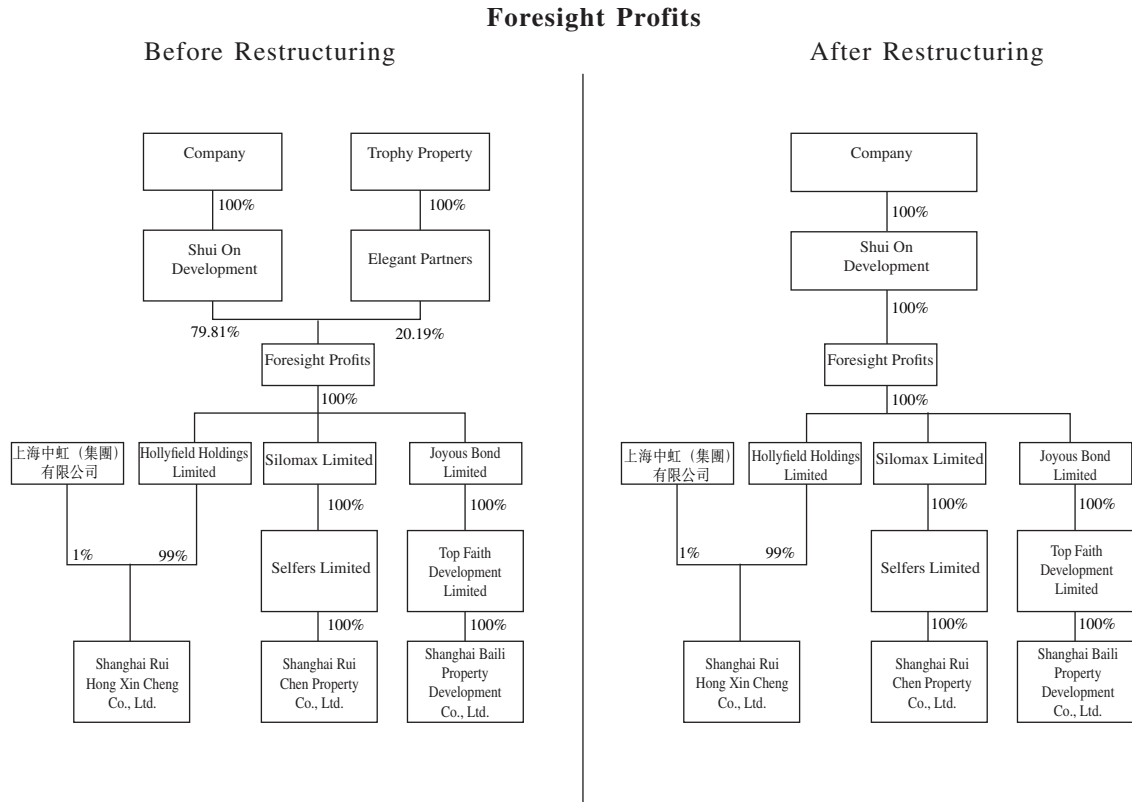 Foresight Profits
Before Restructuring
Company
Trophy Property
100%
100%
Shui On
Development
Elegant Partners
79.81%
20.19%
Foresight Profits
100%
上海中虹（集團）
有限公司
Hollyfield Holdings
Limited
Silomax Limited
Joyous Bond
Limited
100%
100%
1%
99%
Selfers Limited
Top Faith
Development
Limited
100%
100%
Shanghai Rui
Hong Xin Cheng
Co., Ltd.
Shanghai Rui
Chen Property
Co., Ltd.
Shanghai Baili
Property
Development
Co., Ltd.
After Restructuring
Company
100%
Shui On
Development
100%
Foresight Profits
100%
上海中虹（集團）
有限公司
Hollyfield Holdings
Limited
Silomax Limited
Joyous Bond
Limited
100%
100%
1%
99%
Selfers Limited
Top Faith
Development
Limited
100%
100%
Shanghai Rui
Hong Xin Cheng
Co., Ltd.
Shanghai Rui
Chen Property
Co., Ltd.
Shanghai Baili
Property
Development
Co., Ltd.